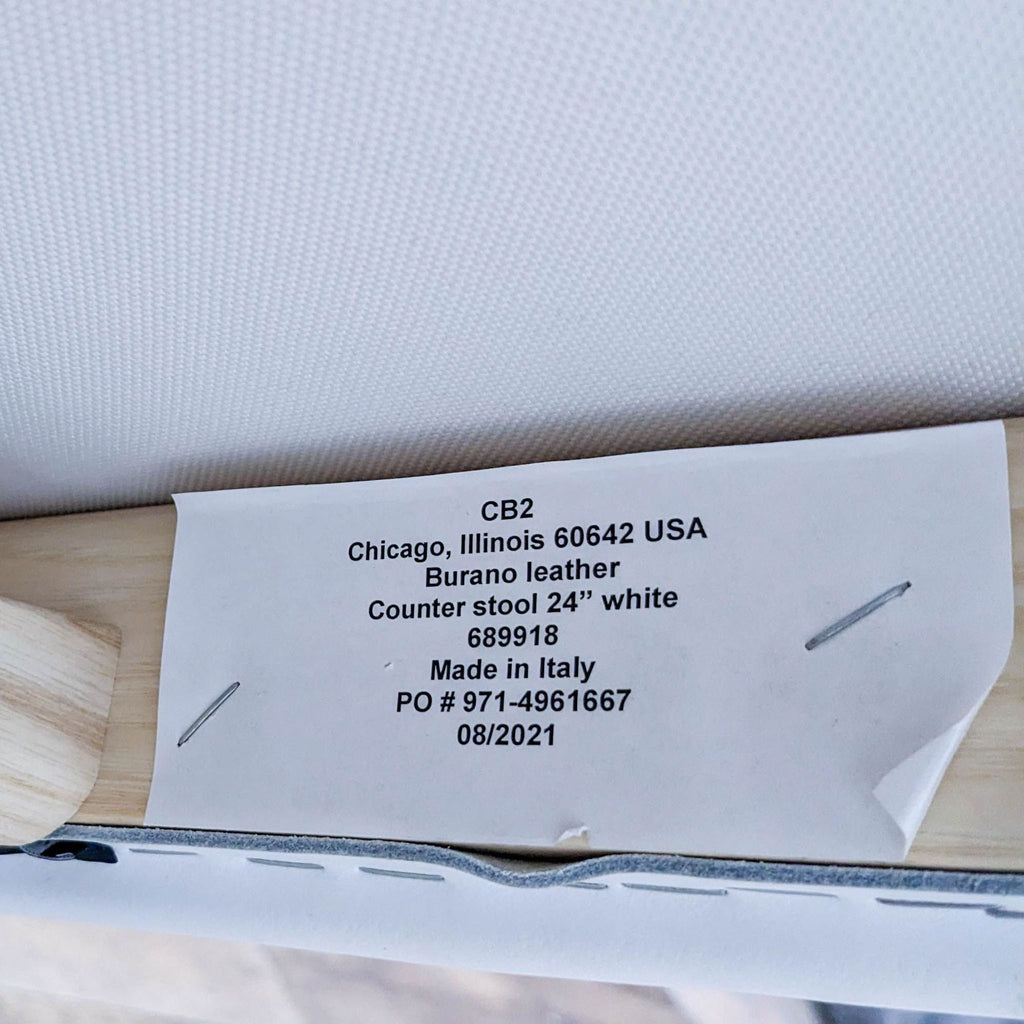 CB2
Chicago, Illinois 60642 USA
Burano leather
Counter stool 24” white
689918
Made in Italy
PO # 971-4961667
08/2021